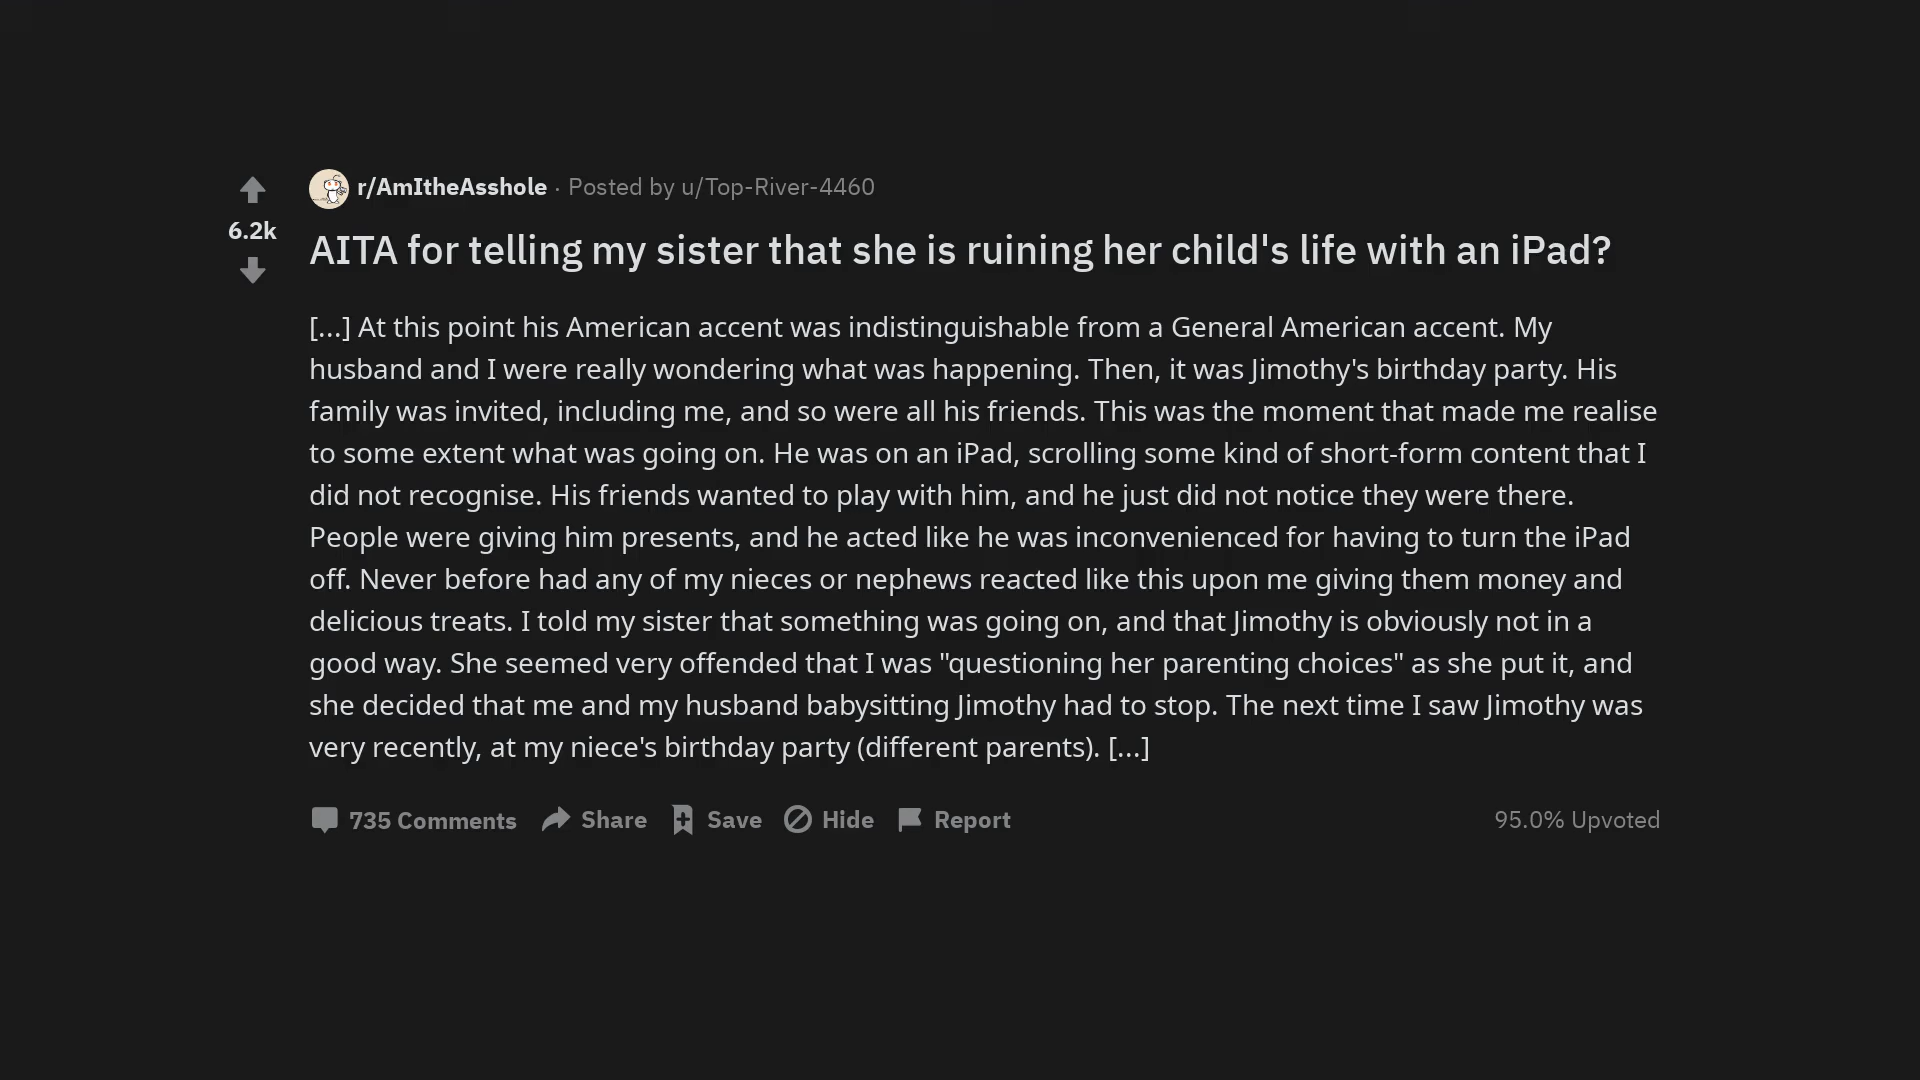 r/AmItheAsshole · Posted by u/Top-River-4460
6.2k
AITA for telling my sister that she is ruining her child's life with an iPad?
[...] At this point his American accent was indistinguishable from a General American accent. My
husband and I were really wondering what was happening. Then, it was Jimothy's birthday party. His
family was invited, including me, and so were all his friends. This was the moment that made me realise
to some extent what was going on. He was on an iPad, scrolling some kind of short-form content that I
did not recognise. His friends wanted to play with him, and he just did not notice they were there.
People were giving him presents, and he acted like he was inconvenienced for having to turn the iPad
off. Never before had any of my nieces or nephews reacted like this upon me giving them money and
delicious treats. I told my sister that something was going on, and that Jimothy is obviously not in a
good way. She seemed very offended that I was "questioning her parenting choices" as she put it, and
she decided that me and my husband babysitting Jimothy had to stop. The next time I saw Jimothy was
very recently, at my niece's birthday party (different parents). [...]
735 Comments Share Save Hide Report 95.0% Upvoted